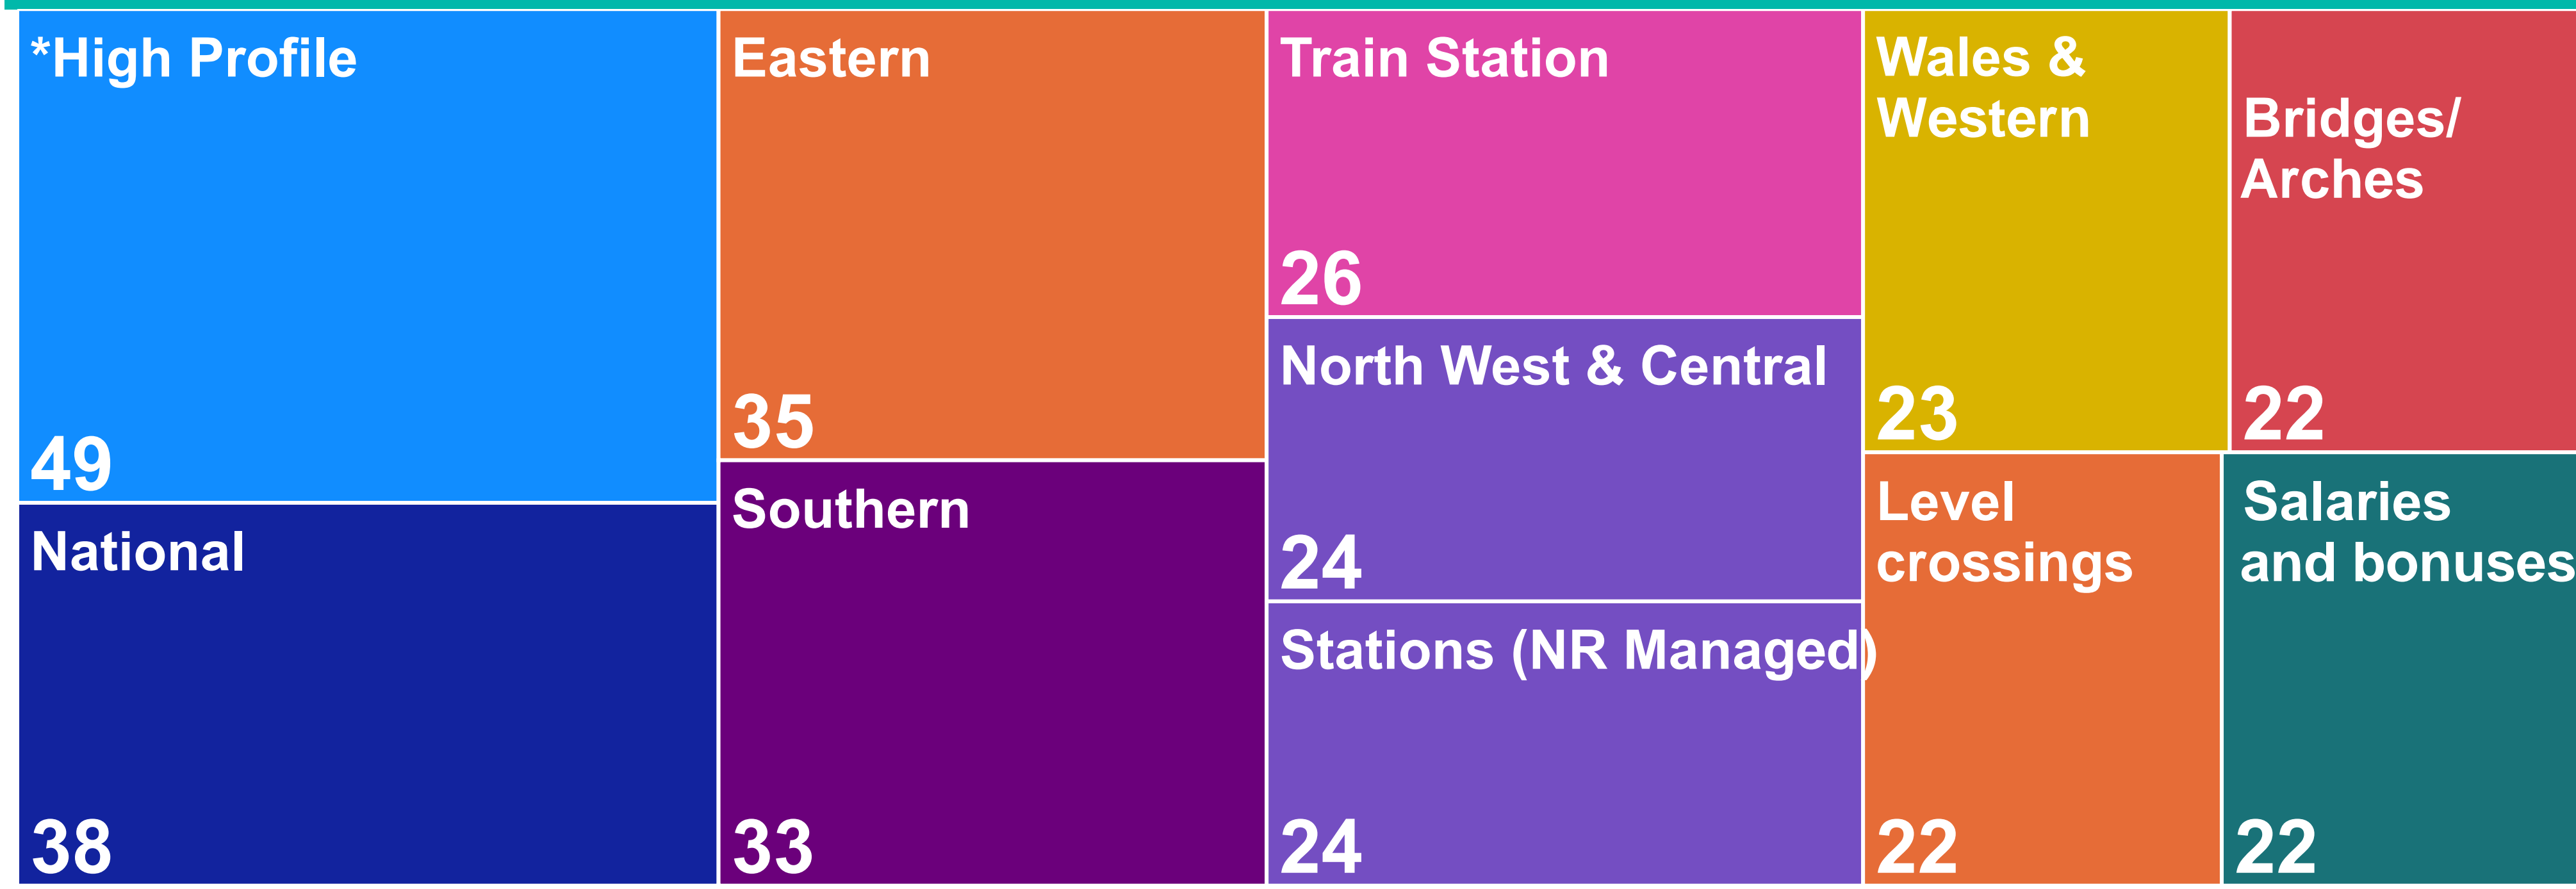 *High Profile
49
National
38
Eastern
35
Southern
33
Train Station
26
North West & Central
24
Stations (NR Managed)
24
Wales &
Western
23
Bridges/
Arches
22
Level
crossings
22
Salaries
and bonuses
22